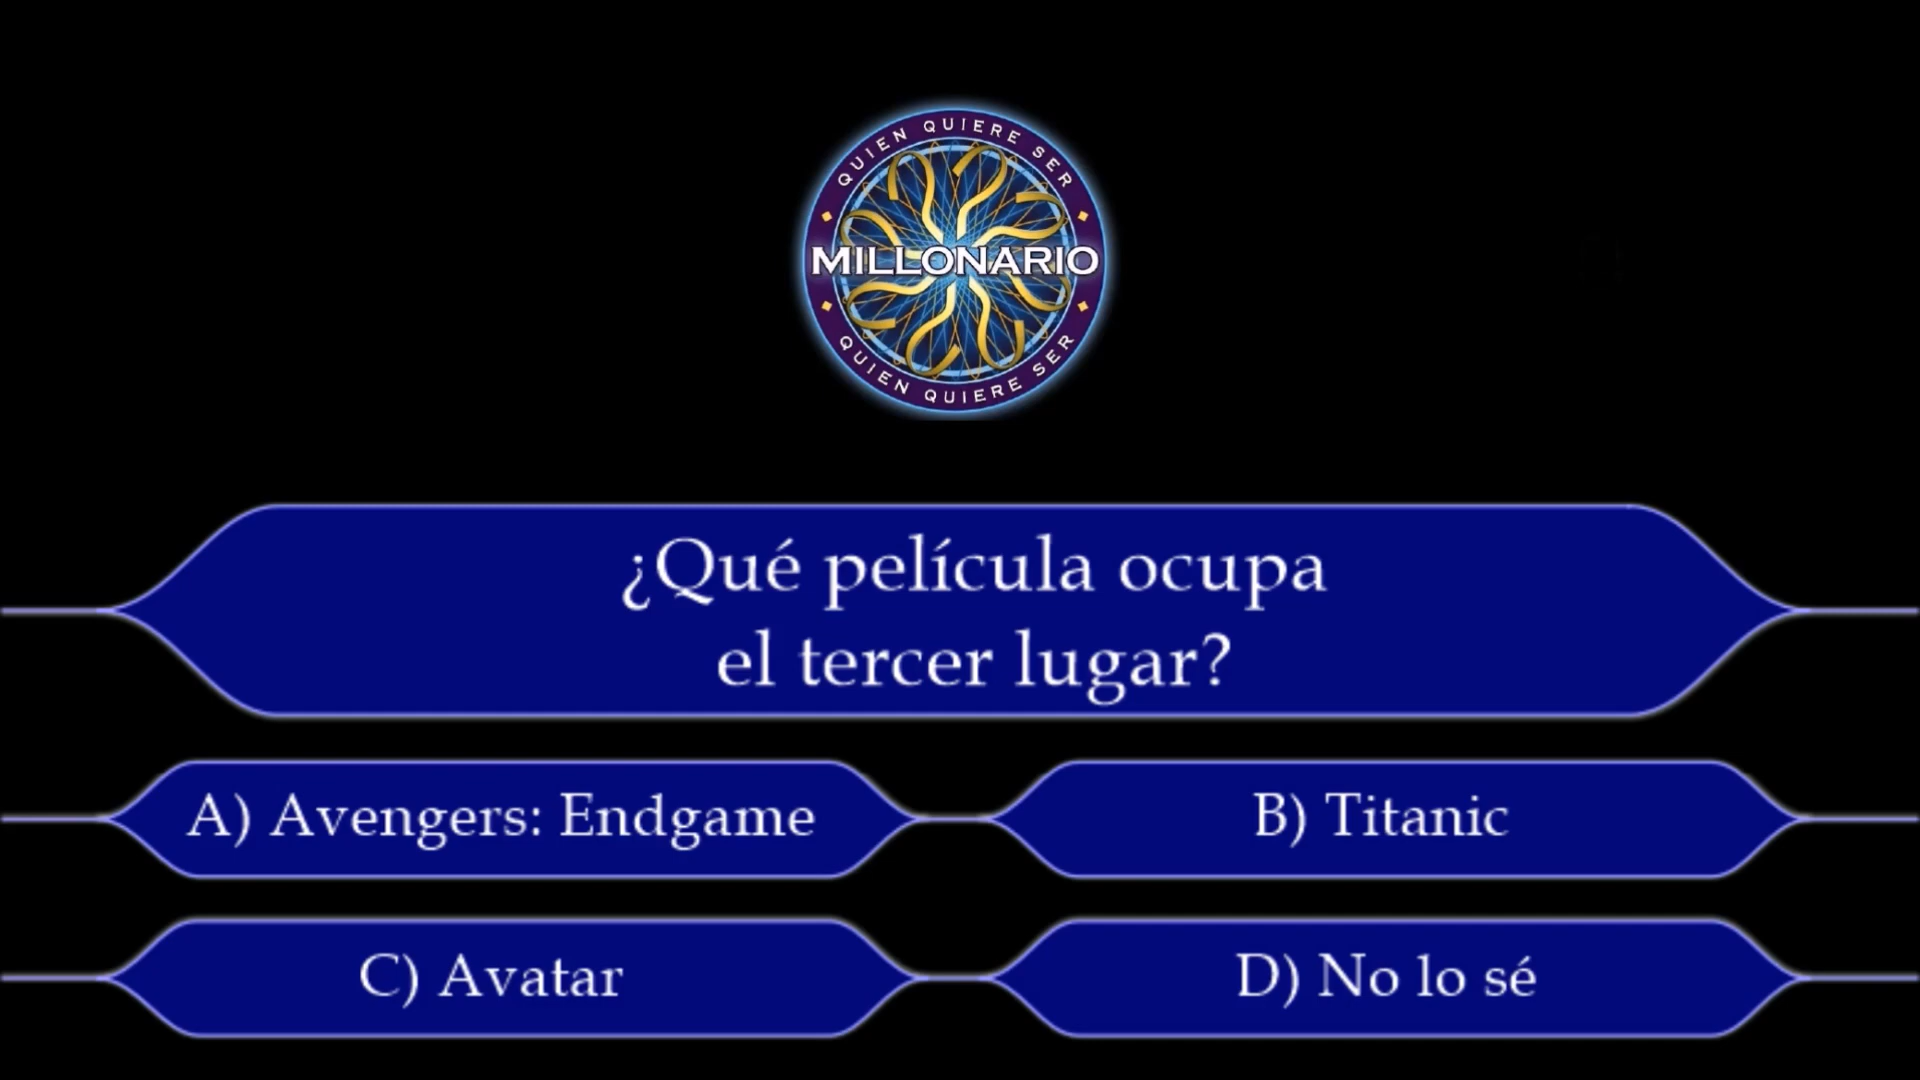 QUIEN QUIERE SER
MILLONARIO
QUIEN QUIERE SER
¿Qué película ocupa
el tercer lugar?
A) Avengers: Endgame
B) Titanic
C) Avatar
D) No lo sé